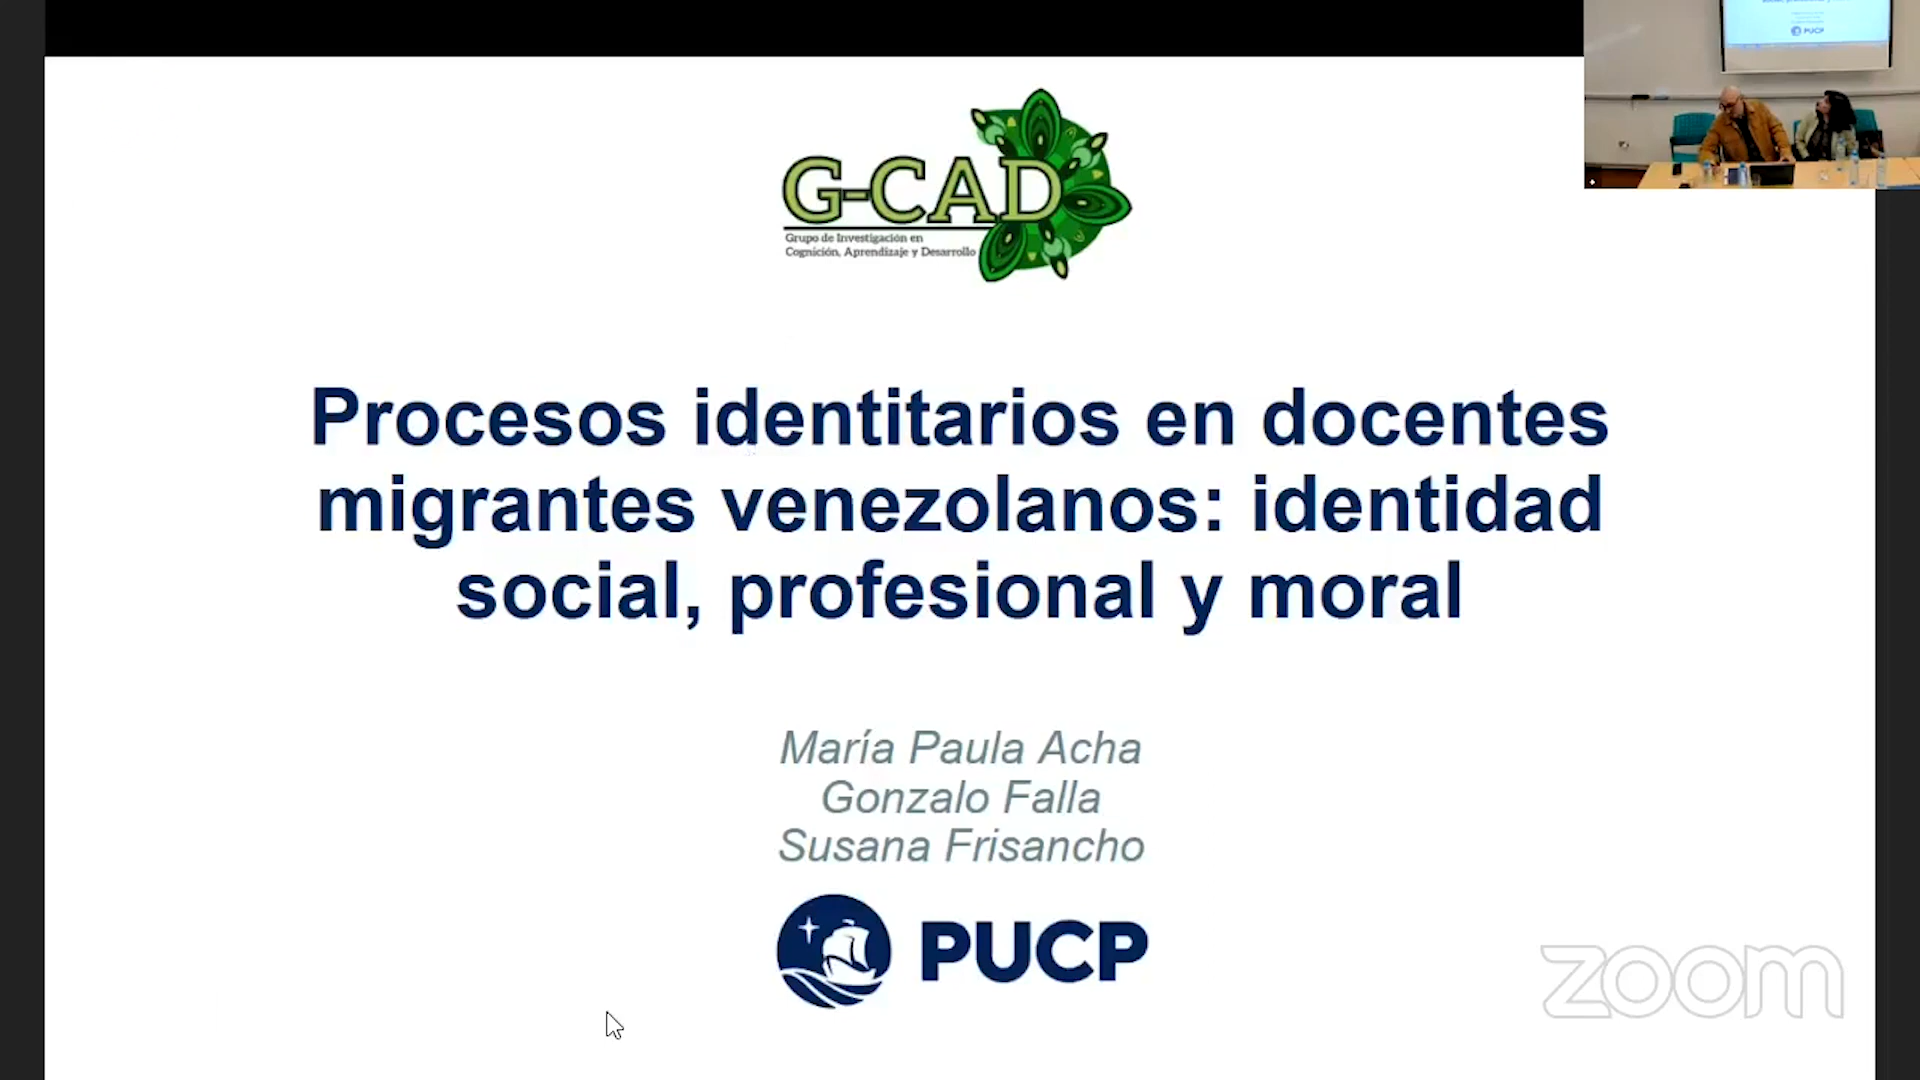 G-CAD
Grupo de Investigación en
Cognición, Aprendizaje y Desarrollo
Procesos identitarios en docentes
migrantes venezolanos: identidad
social, profesional y moral
María Paula Acha
Gonzalo Falla
Susana Frisancho
PUCP
zoom
PUCP